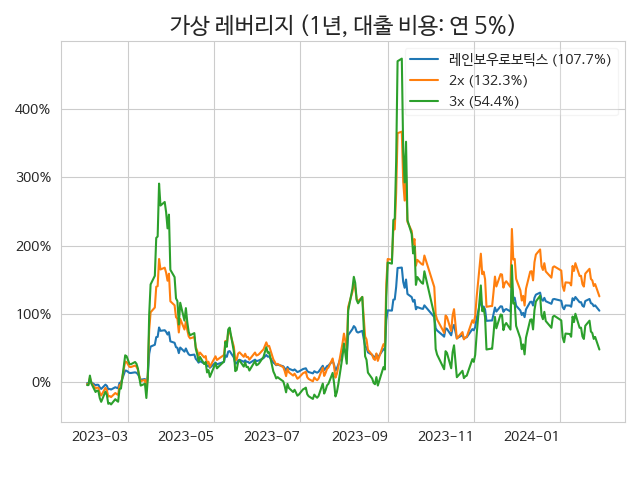 가상 레버리지 (1년, 대출 비용: 연 5%)
레인보우로보틱스 (107.7%)
2x (132.3%)
3x (54.4%)
400%
300%
200%
100%
0%
2023-03 2023-05 2023-07 2023-09 2023-11 2024-01